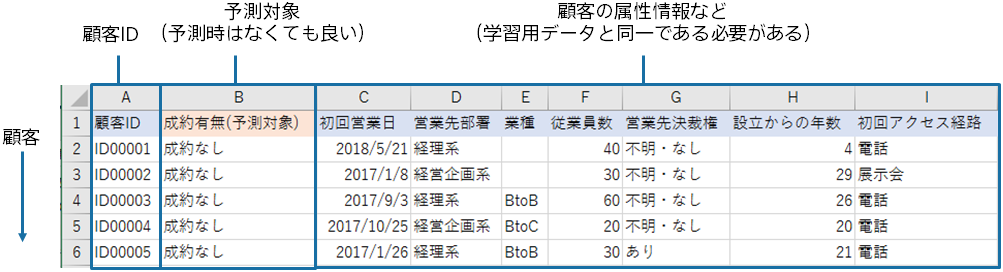 顧客ID
予測対象
(予測時はなくても良い)
顧客の属性情報など
(学習用データと同一である必要がある)
顧客
A B C D E F G H I
1 顧客ID 成約有無(予測対象) 初回営業日 営業先部署 業種 従業員数 営業先決裁権 設立からの年数 初回アクセス経路
2 ID00001 成約なし 2018/5/21 経理系 40 不明・なし 4 電話
3 ID00002 成約なし 2017/1/8 経営企画系 30 不明・なし 29 展示会
4 ID00003 成約なし 2017/9/3 経理系 BtoB 60 不明・なし 26 電話
5 ID00004 成約なし 2017/10/25 経営企画系 BtoC 20 不明・なし 20 電話
6 ID00005 成約なし 2017/1/26 経理系 BtoB 30 あり 21 電話